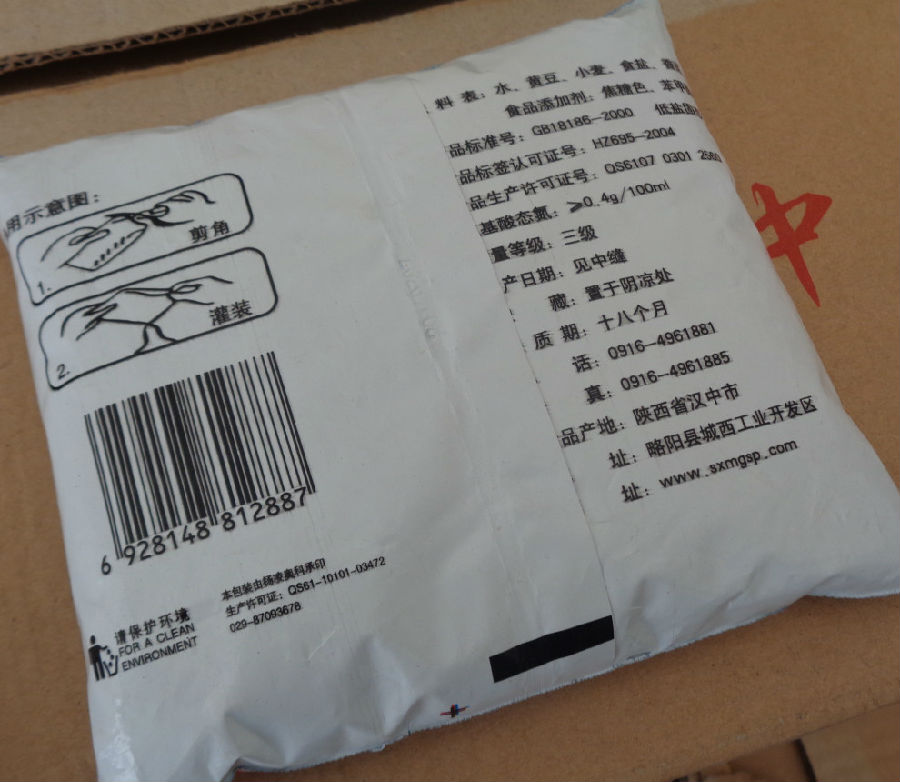 用示意图：
1.
剪角
2.
灌装
6 928148 812887
本包装由杨凌奥科承印
生产许可证：QS61-10101-03472
029-87093678
请保护环境
FOR A CLEAN
ENVIRONMENT
料 表：水、黄豆、小麦、食盐、
食品添加剂：焦糖色、苯甲
品标准号：GB18186-2000 低盐固
品标签认可证号：HZ695-2004
品生产许可证号：QS6107 0301 2560
基酸态氮：≥0.4g/100ml
量等级：三级
产日期：见中缝
藏：置于阴凉处
质 期：十八个月
话：0916-4961881
真：0916-4961885
品产地：陕西省汉中市
址：略阳县城西工业开发区
址：www.sxmgsp.com
中